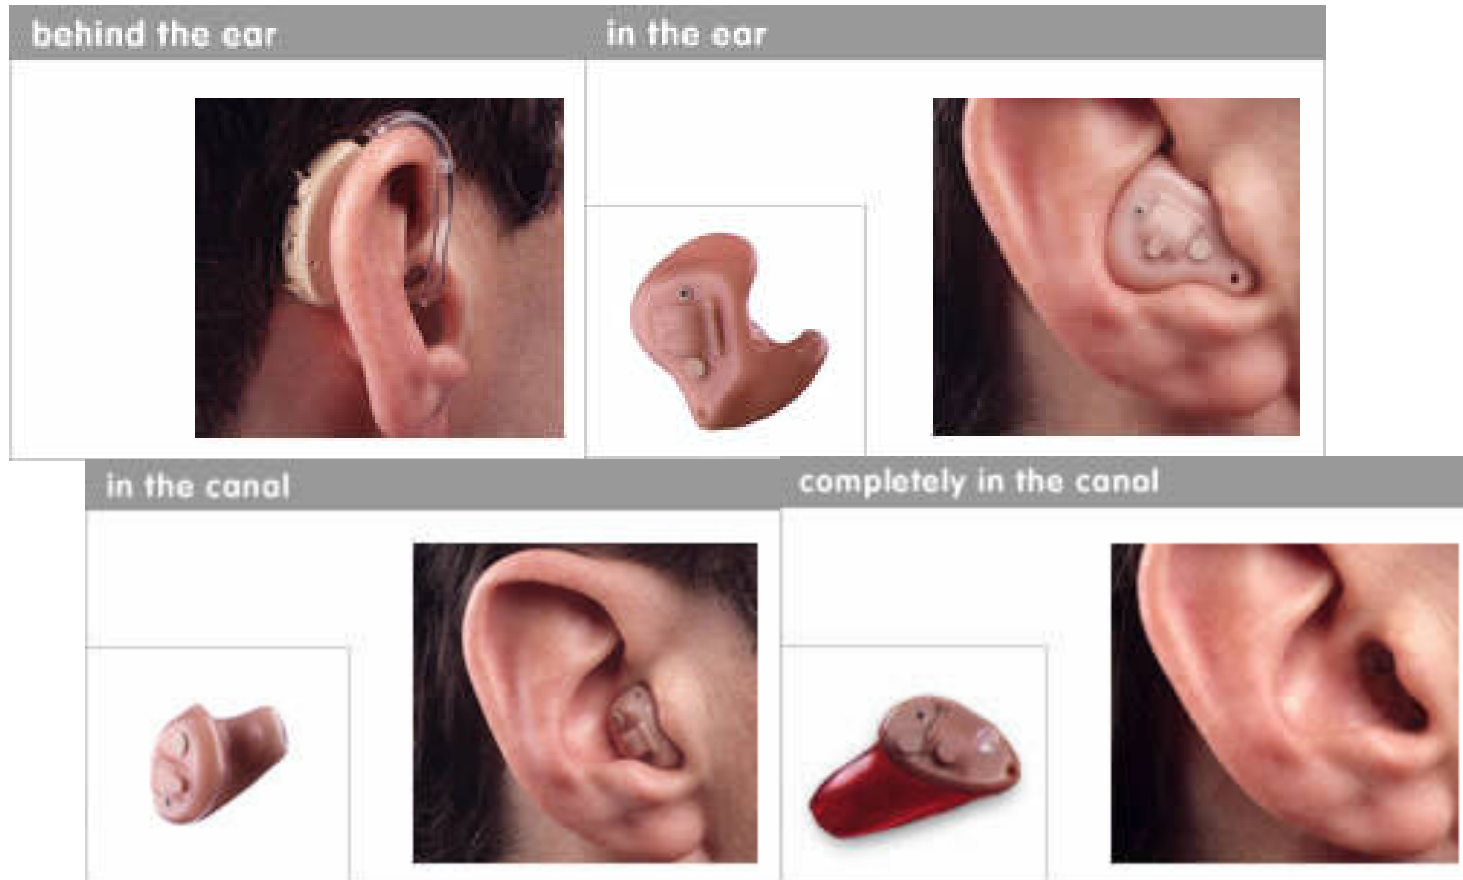 behind the ear
in the ear
in the canal
completely in the canal